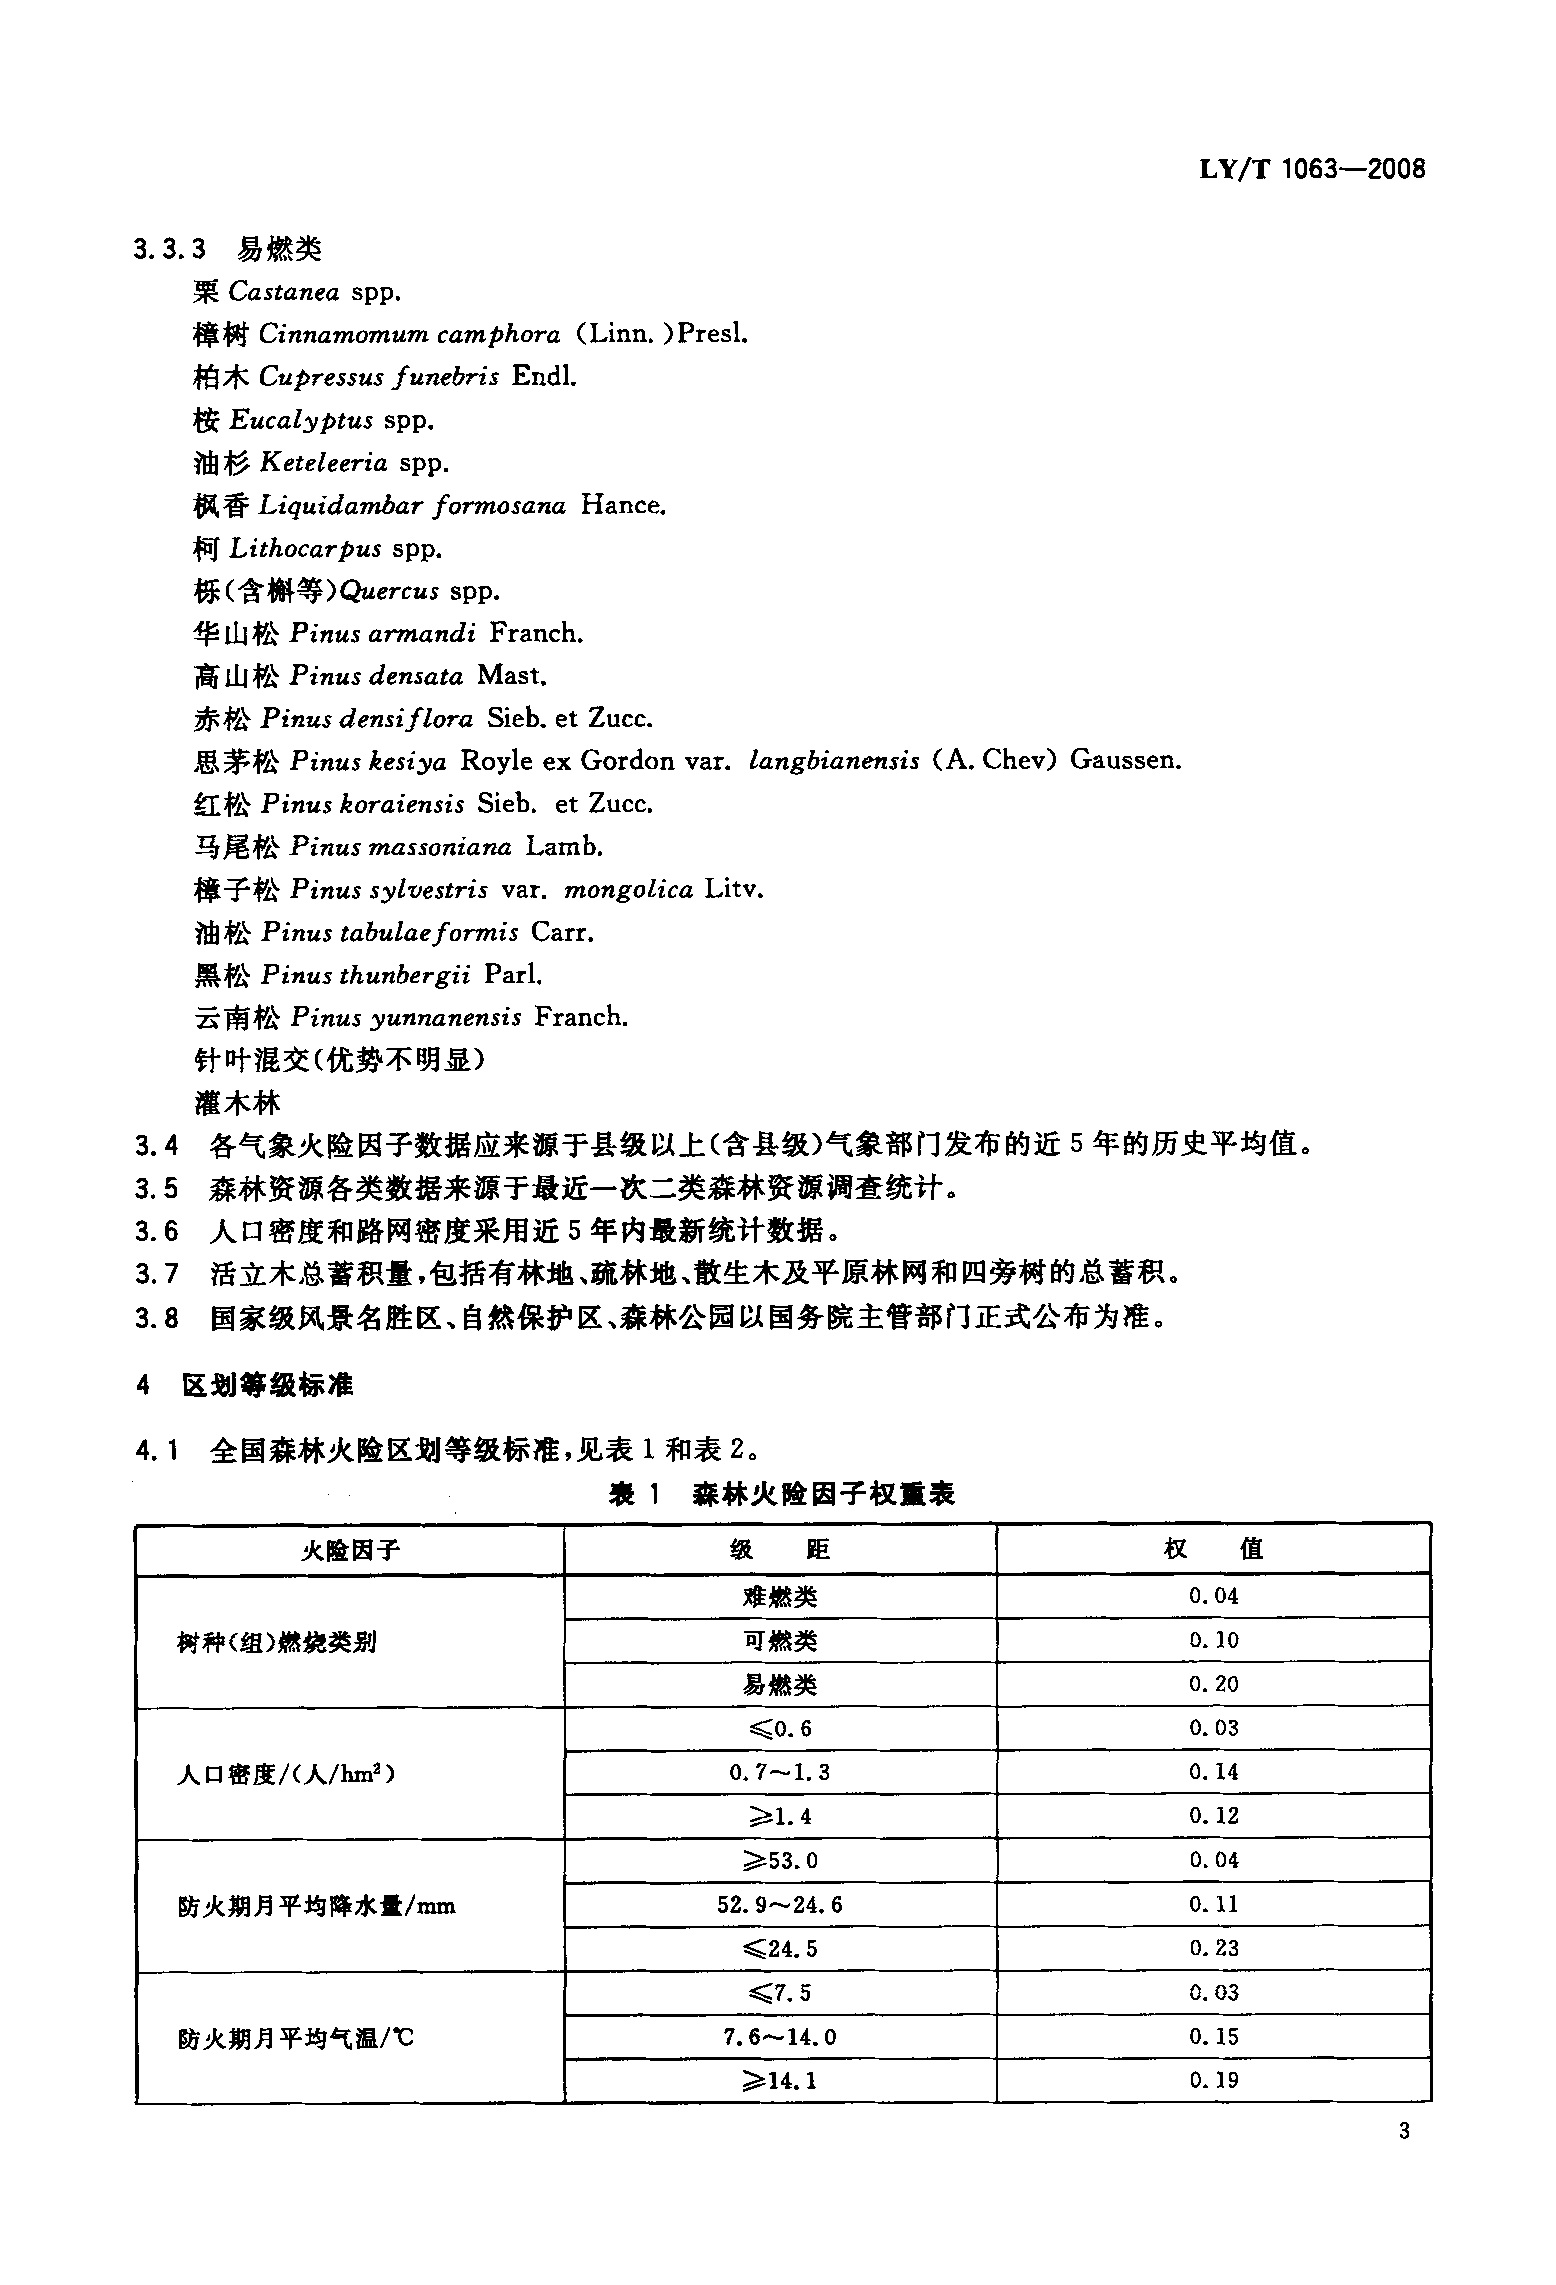 LY/T 1063—2008
3.3.3 易燃类
栗 Castanea spp.
樟树 Cinnamomum camphora (Linn.)Presl.
柏木 Cupressus funebris Endl.
桉 Eucalyptus spp.
油杉 Keteleeria spp.
枫香 Liquidambar formosana Hance.
柯 Lithocarpus spp.
栎(含槲等)Quercus spp.
华山松 Pinus armandi Franch.
高山松 Pinus densata Mast.
赤松 Pinus densiflora Sieb. et Zucc.
思茅松 Pinus kesiya Royle ex Gordon var. langbianensis (A. Chev) Gaussen.
红松 Pinus koraiensis Sieb. et Zucc.
马尾松 Pinus massoniana Lamb.
樟子松 Pinus sylvestris var. mongolica Litv.
油松 Pinus tabulaeformis Carr.
黑松 Pinus thunbergii Parl.
云南松 Pinus yunnanensis Franch.
针叶混交(优势不明显)
灌木林
3.4 各气象火险因子数据应来源于县级以上(含县级)气象部门发布的近 5 年的历史平均值。
3.5 森林资源各类数据来源于最近一次二类森林资源调查统计。
3.6 人口密度和路网密度采用近 5 年内最新统计数据。
3.7 活立木总蓄积量,包括有林地、疏林地、散生木及平原林网和四旁树的总蓄积。
3.8 国家级风景名胜区、自然保护区、森林公园以国务院主管部门正式公布为准。
4 区划等级标准
4.1 全国森林火险区划等级标准,见表 1 和表 2。
表 1 森林火险因子权重表
火险因子 级 距 权 值
难燃类 0.04
树种(组)燃烧类别 可燃类 0.10
易燃类 0.20
≤0.6 0.03
人口密度/(人/hm²) 0.7～1.3 0.14
≥1.4 0.12
≥53.0 0.04
防火期月平均降水量/mm 52.9～24.6 0.11
≤24.5 0.23
≤7.5 0.03
防火期月平均气温/℃ 7.6～14.0 0.15
≥14.1 0.19
3